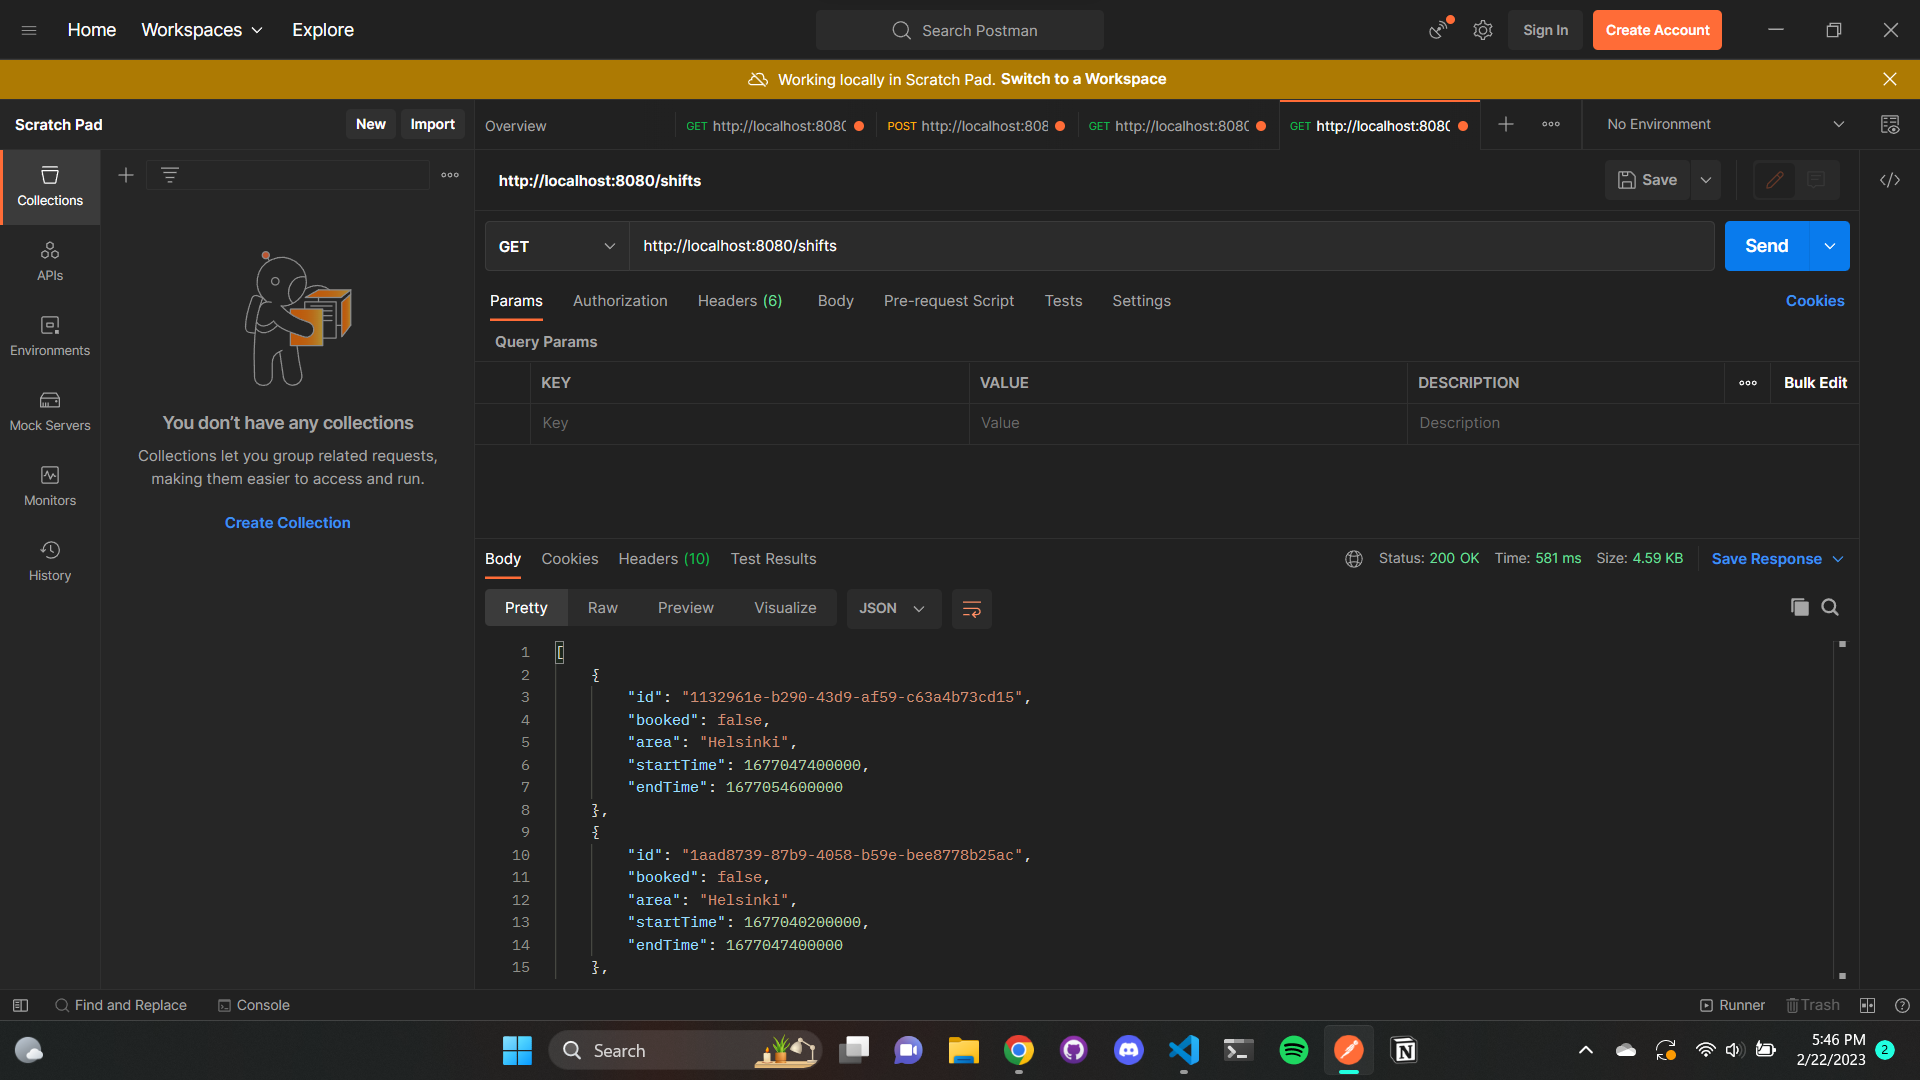 Home Workspaces Explore
Search Postman
Sign In Create Account
Working locally in Scratch Pad. Switch to a Workspace
Scratch Pad New Import
Overview GET http://localhost:8080 POST http://localhost:808 GET http://localhost:8080 GET http://localhost:8080 No Environment
http://localhost:8080/shifts Save
GET http://localhost:8080/shifts Send
Params Authorization Headers (6) Body Pre-request Script Tests Settings Cookies
Query Params
KEY VALUE DESCRIPTION Bulk Edit
Key Value Description
Collections
APIs
Environments
Mock Servers
Monitors
History
You don’t have any collections
Collections let you group related requests,
making them easier to access and run.
Create Collection
Body Cookies Headers (10) Test Results Status: 200 OK Time: 581 ms Size: 4.59 KB Save Response
Pretty Raw Preview Visualize JSON
1 [
2 {
3 "id": "1132961e-b290-43d9-af59-c63a4b73cd15",
4 "booked": false,
5 "area": "Helsinki",
6 "startTime": 1677047400000,
7 "endTime": 1677054600000
8 },
9 {
10 "id": "1aad8739-87b9-4058-b59e-bee8778b25ac",
11 "booked": false,
12 "area": "Helsinki",
13 "startTime": 1677040200000,
14 "endTime": 1677047400000
15 },
Find and Replace Console Runner Trash
Search
5:46 PM
2/22/2023 2